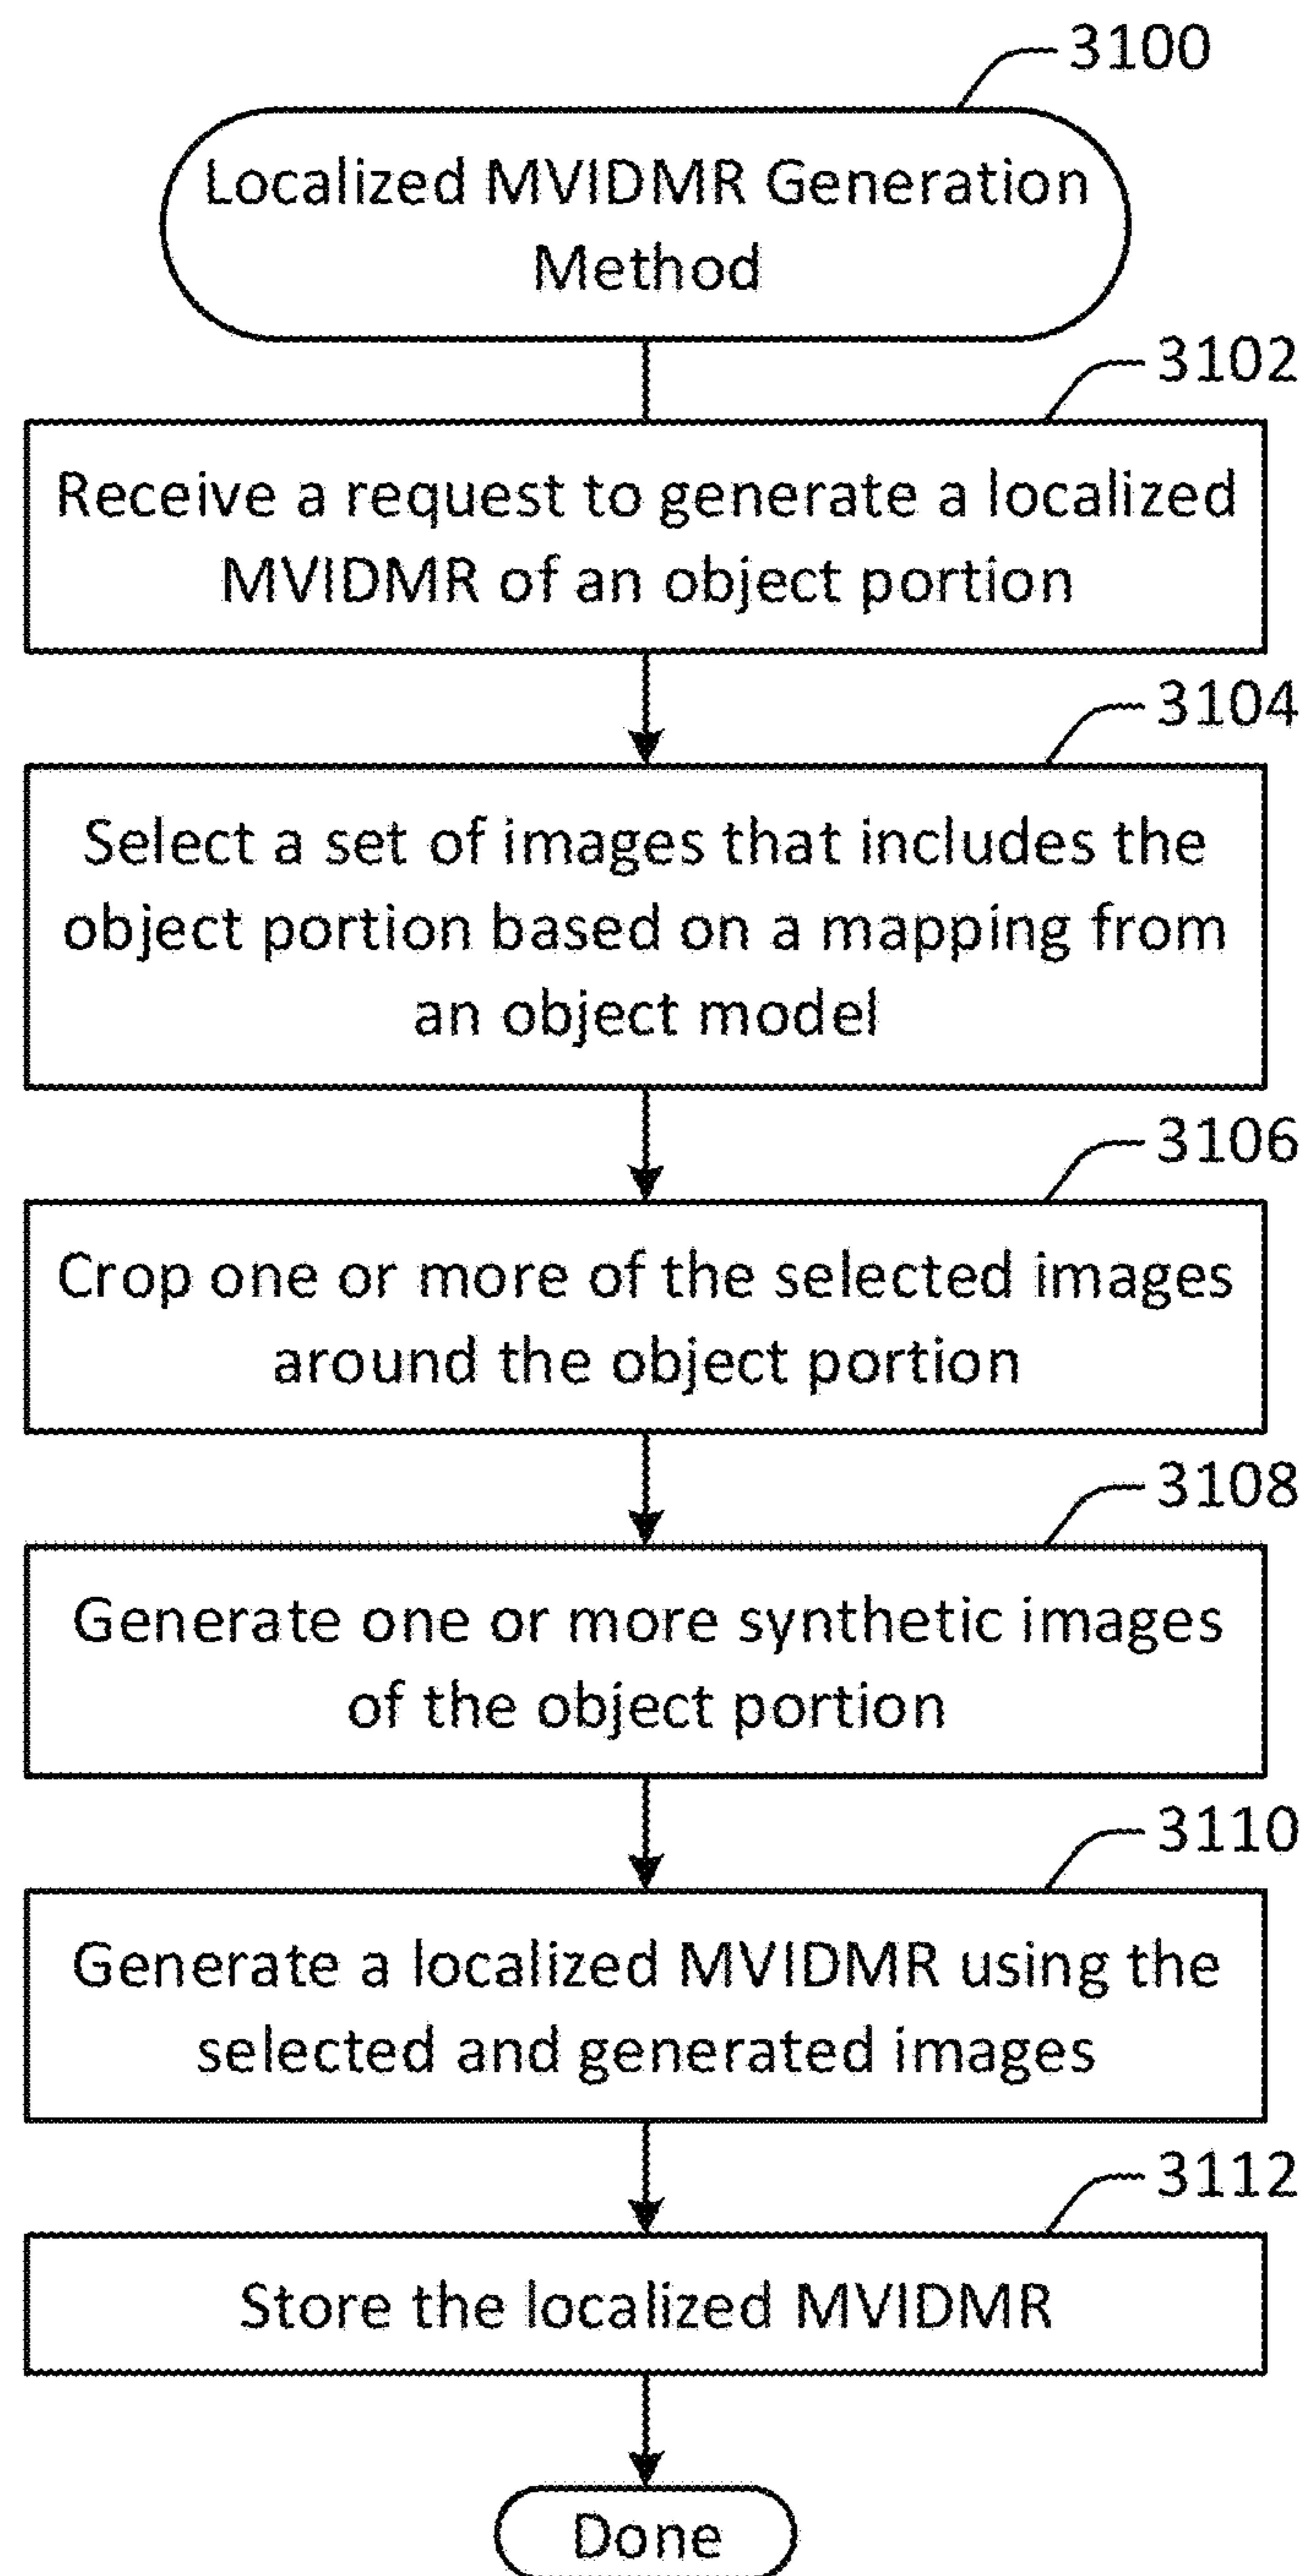 3100
Localized MVIDMR Generation
Method
3102
Receive a request to generate a localized
MVIDMR of an object portion
3104
Select a set of images that includes the
object portion based on a mapping from
an object model
3106
Crop one or more of the selected images
around the object portion
3108
Generate one or more synthetic images
of the object portion
3110
Generate a localized MVIDMR using the
selected and generated images
3112
Store the localized MVIDMR
Done